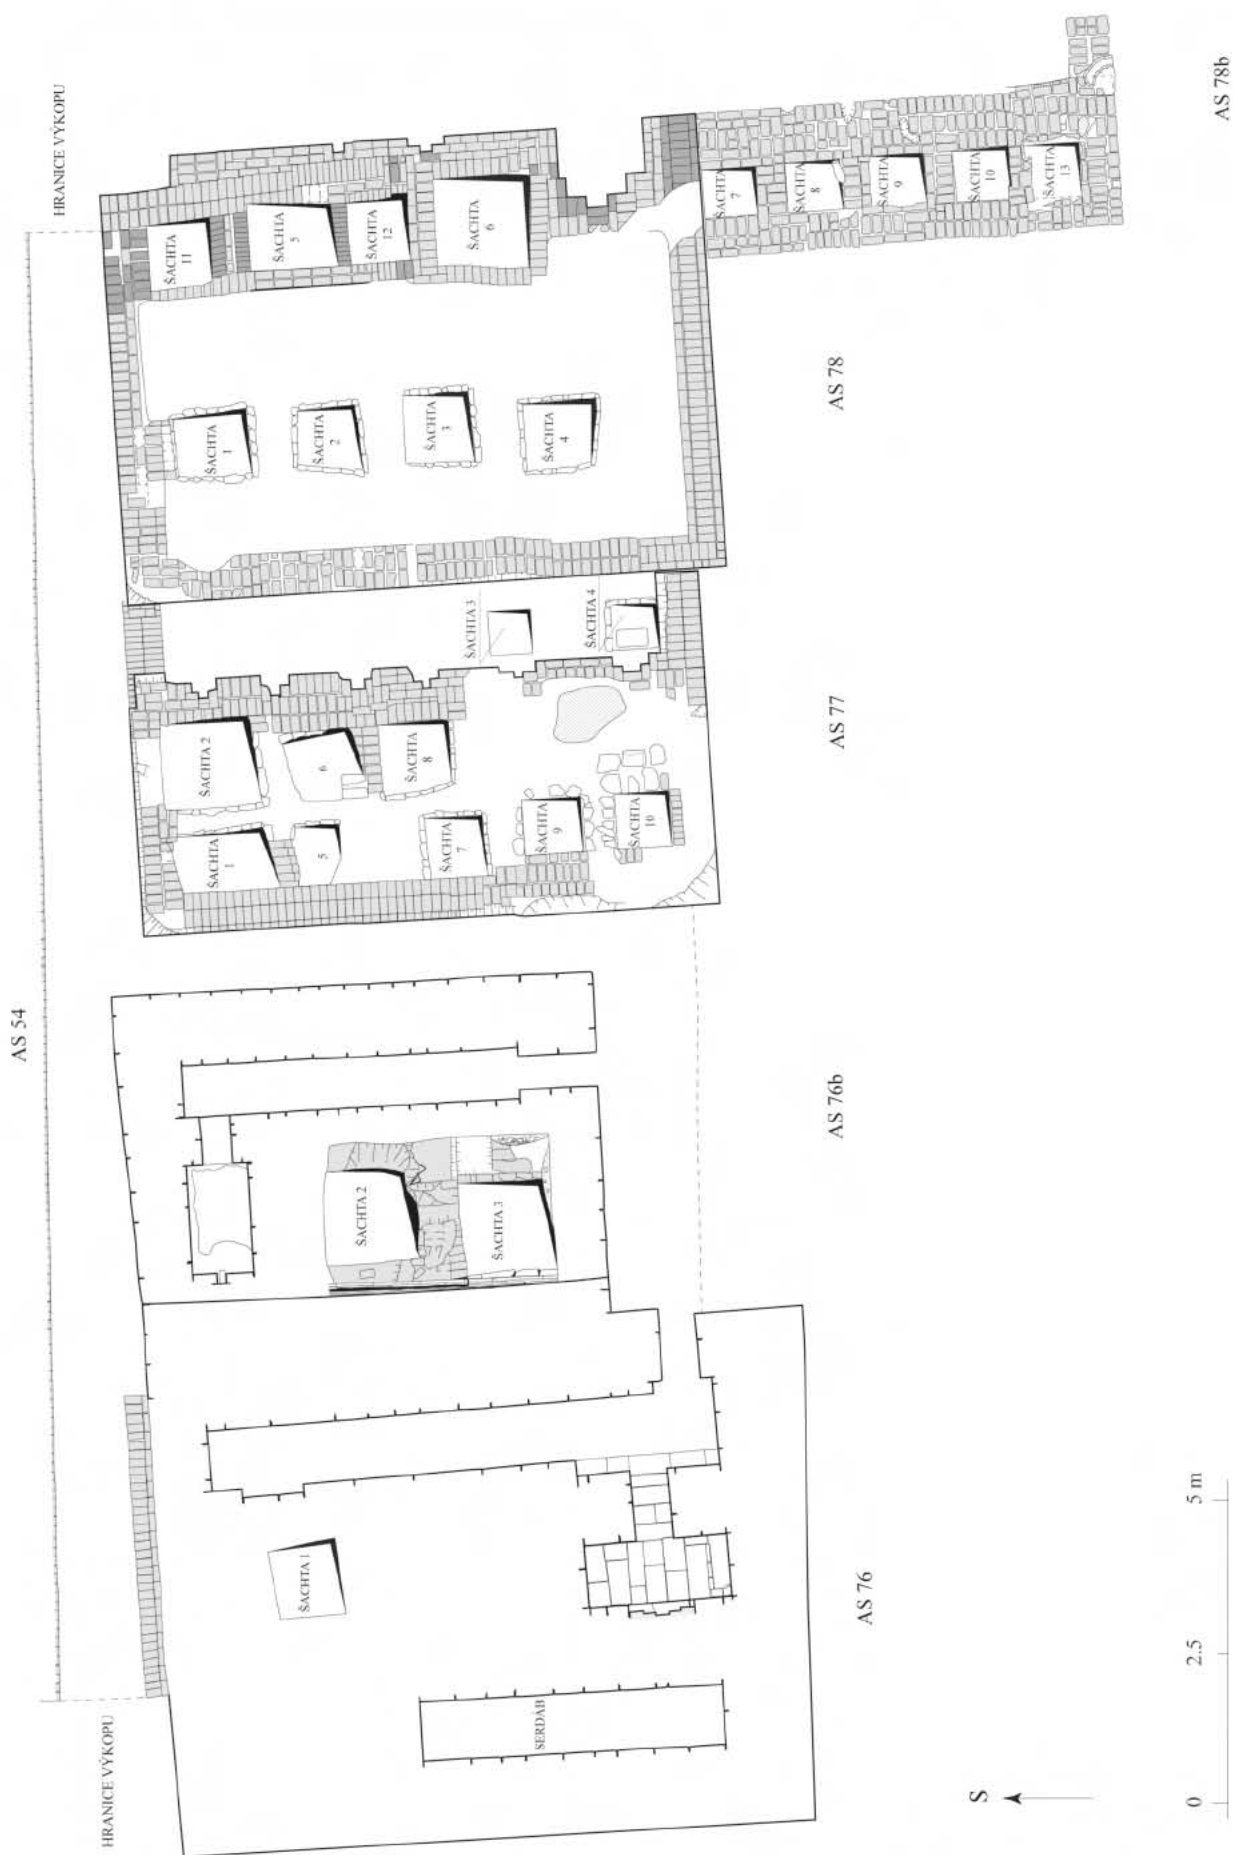 AS 54
HRANICE VÝKOPU
HRANICE VÝKOPU
AS 78b
ŠACHTA
11
ŠACHTA
5
ŠACHTA
12
ŠACHTA
6
ŠACHTA
7
ŠACHTA
8
ŠACHTA
9
ŠACHTA
10
ŠACHTA
13
ŠACHTA
1
ŠACHTA
2
ŠACHTA
3
ŠACHTA
4
AS 78
ŠACHTA 3
ŠACHTA 4
ŠACHTA 2
6
ŠACHTA
8
ŠACHTA
1
5
ŠACHTA
7
ŠACHTA
9
ŠACHTA
10
AS 77
ŠACHTA 2
ŠACHTA 3
AS 76b
ŠACHTA 1
SERDÁB
AS 76
S
0
2.5
5 m